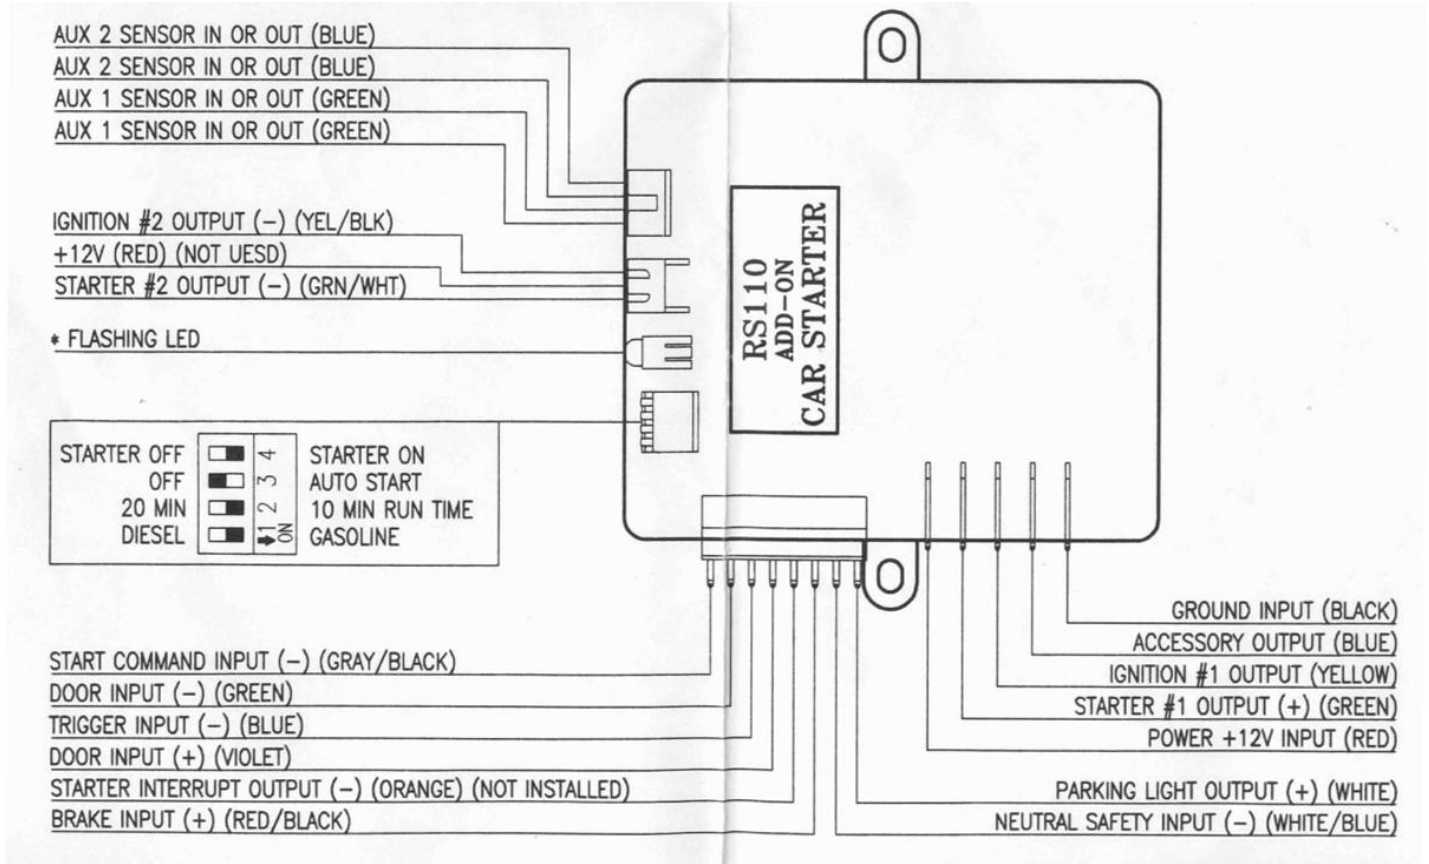 AUX 2 SENSOR IN OR OUT (BLUE)
AUX 2 SENSOR IN OR OUT (BLUE)
AUX 1 SENSOR IN OR OUT (GREEN)
AUX 1 SENSOR IN OR OUT (GREEN)
IGNITION #2 OUTPUT (−) (YEL/BLK)
+12V (RED) (NOT UESD)
STARTER #2 OUTPUT (−) (GRN/WHT)
* FLASHING LED
RS110
ADD-ON
CAR STARTER
STARTER OFF 4 STARTER ON
OFF 3 AUTO START
20 MIN 2 10 MIN RUN TIME
DIESEL 1 ON GASOLINE
START COMMAND INPUT (−) (GRAY/BLACK)
DOOR INPUT (−) (GREEN)
TRIGGER INPUT (−) (BLUE)
DOOR INPUT (+) (VIOLET)
STARTER INTERRUPT OUTPUT (−) (ORANGE) (NOT INSTALLED)
BRAKE INPUT (+) (RED/BLACK)
GROUND INPUT (BLACK)
ACCESSORY OUTPUT (BLUE)
IGNITION #1 OUTPUT (YELLOW)
STARTER #1 OUTPUT (+) (GREEN)
POWER +12V INPUT (RED)
PARKING LIGHT OUTPUT (+) (WHITE)
NEUTRAL SAFETY INPUT (−) (WHITE/BLUE)